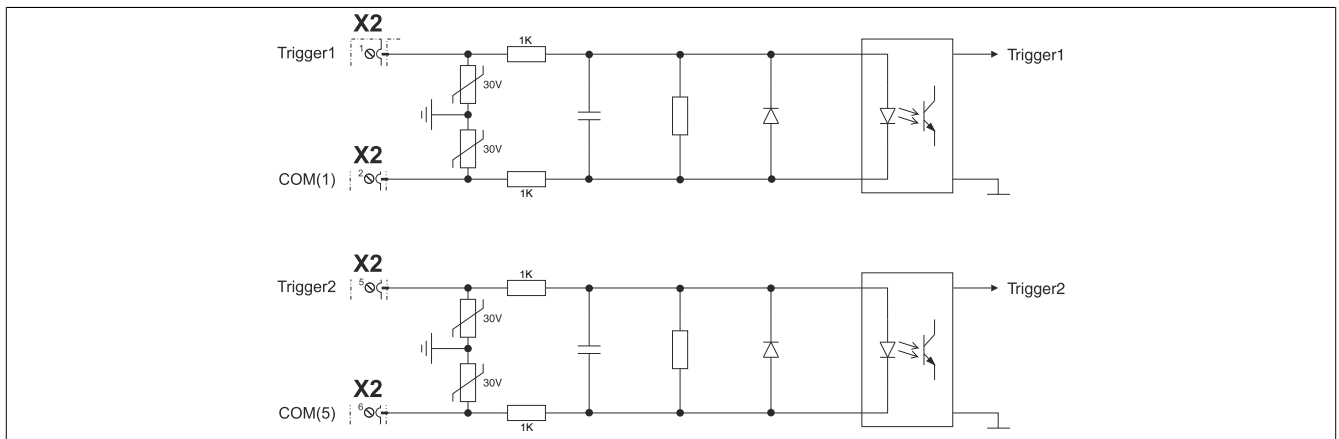 X2
1K
Trigger1
1
Trigger1
30V
30V
X2
COM(1)
2
1K
X2
1K
Trigger2
5
Trigger2
30V
30V
X2
COM(5)
6
1K